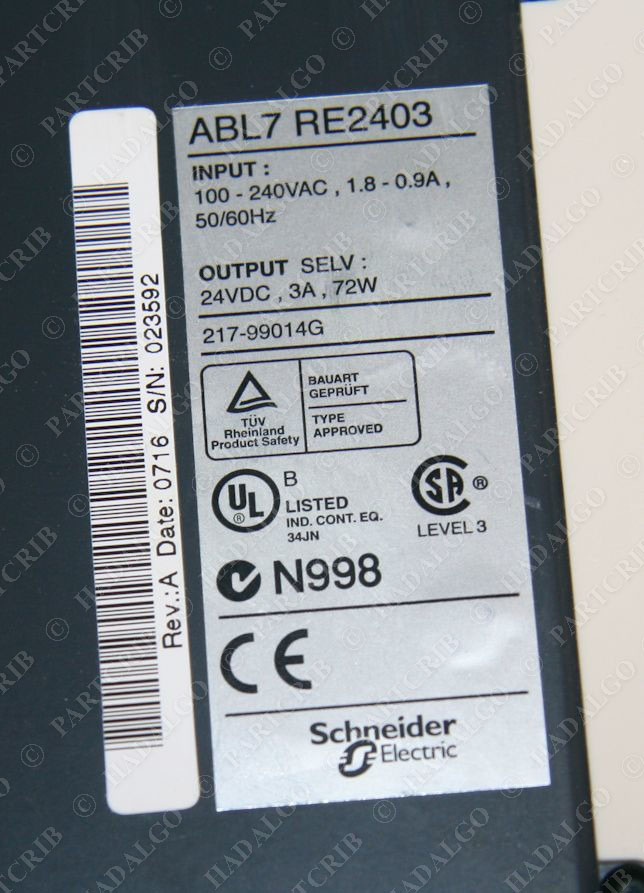 ABL7 RE2403
INPUT :
100 - 240VAC , 1.8 - 0.9A ,
50/60Hz
OUTPUT SELV :
24VDC , 3A , 72W
217-99014G
TÜV
Rheinland
Product Safety
BAUART
GEPRÜFT
TYPE
APPROVED
UL
®
B
LISTED
IND. CONT. EQ.
34JN
SA ®
LEVEL 3
N998
CE
Schneider
Electric
Rev.:A Date: 0716 S/N: 023592
© PARTCRIB
© HADALGO